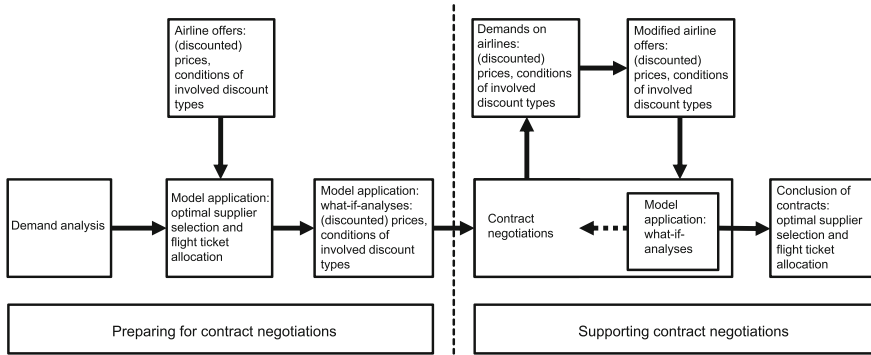 Airline offers:
(discounted)
prices,
conditions of
involved discount
types
Demands on
airlines:
(discounted)
prices, conditions
of involved
discount types
Modified airline
offers:
(discounted)
prices, conditions
of involved
discount types
Demand analysis
Model application:
optimal supplier
selection and
flight ticket
allocation
Model application:
what-if-analyses:
(discounted) prices,
conditions of
involved discount
types
Contract
negotiations
Model
application:
what-if-
analyses
Conclusion of
contracts:
optimal supplier
selection and
flight ticket
allocation
Preparing for contract negotiations
Supporting contract negotiations